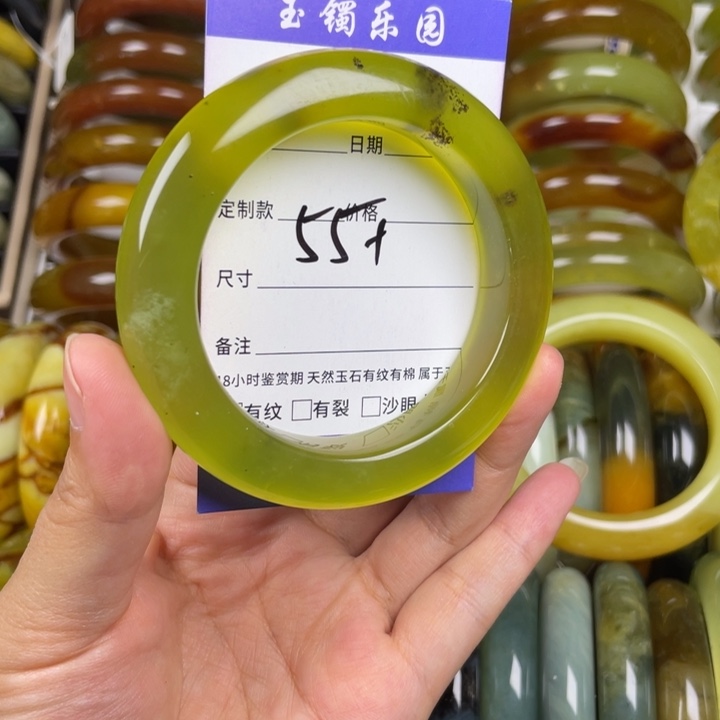 玉镯乐园
日期
定制款 价格
55+
尺寸
备注
8小时鉴赏期 天然玉石有纹有棉 属于
有纹 □有裂 □沙眼